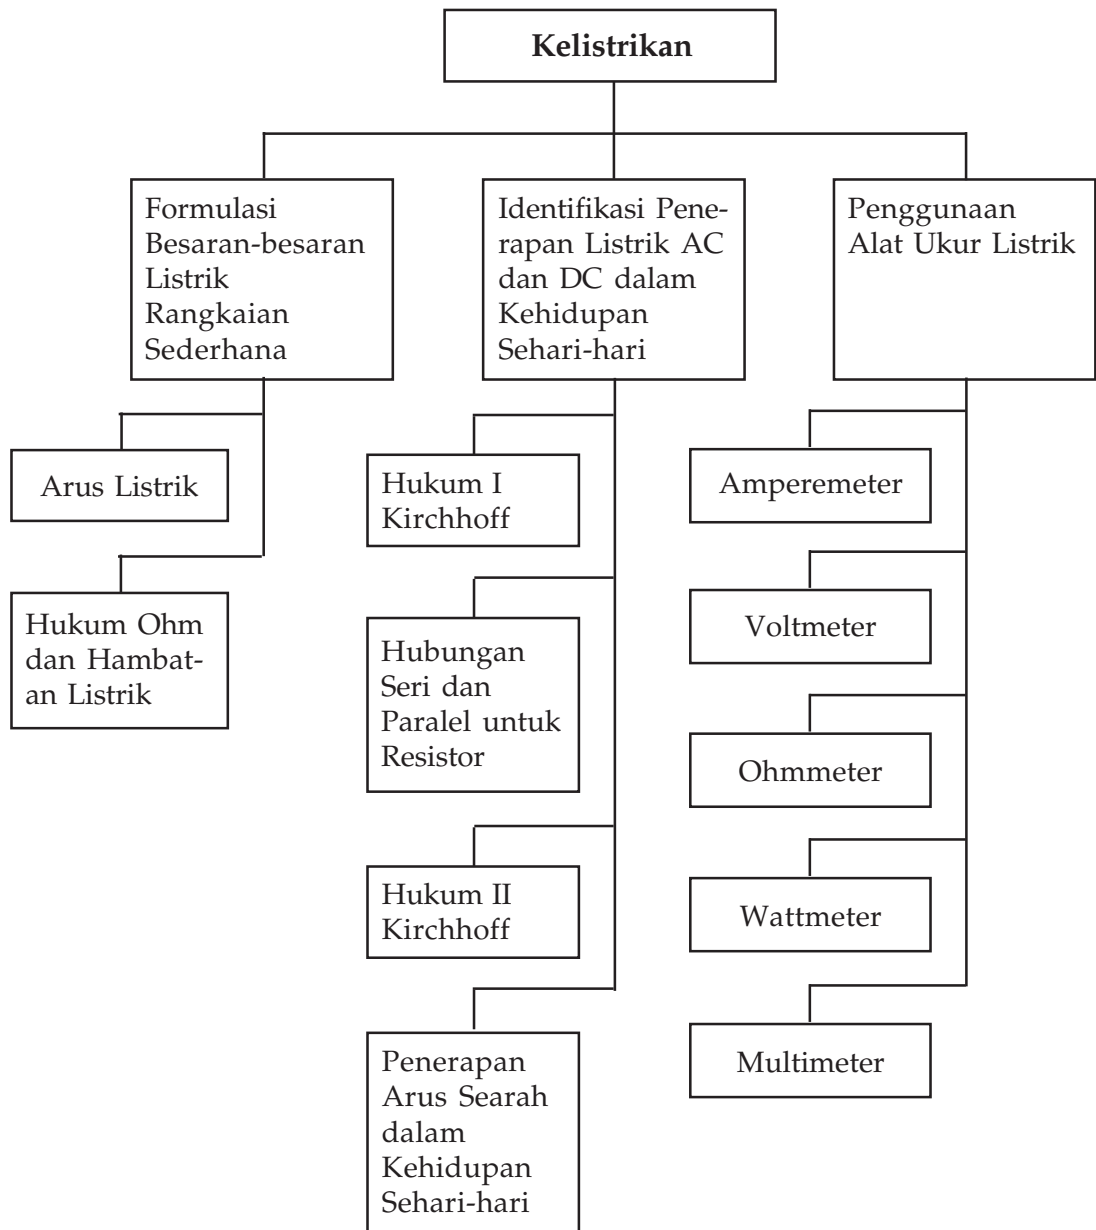 Kelistrikan
Formulasi
Besaran-besaran
Listrik
Rangkaian
Sederhana
Identifikasi Pene-
rapan Listrik AC
dan DC dalam
Kehidupan
Sehari-hari
Penggunaan
Alat Ukur Listrik
Arus Listrik
Hukum Ohm
dan Hambat-
an Listrik
Hukum I
Kirchhoff
Hubungan
Seri dan
Paralel untuk
Resistor
Hukum II
Kirchhoff
Penerapan
Arus Searah
dalam
Kehidupan
Sehari-hari
Amperemeter
Voltmeter
Ohmmeter
Wattmeter
Multimeter